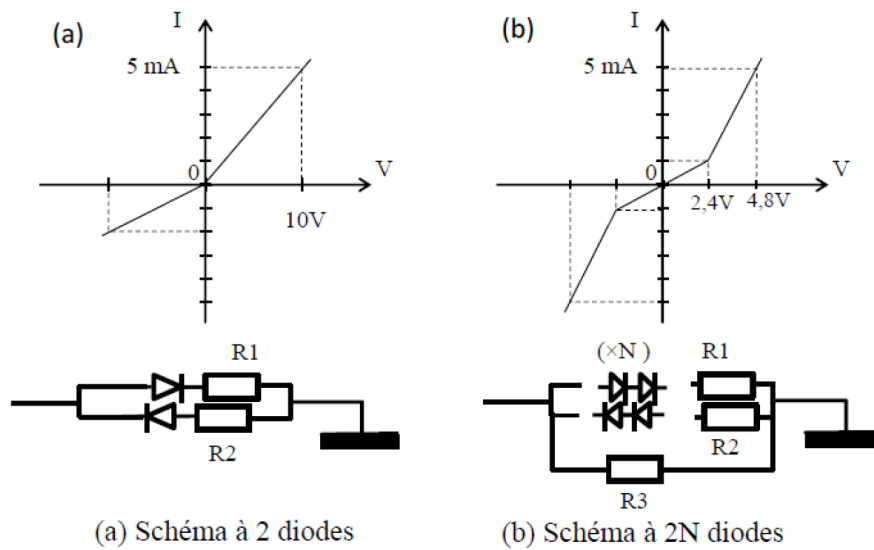 (a)
I
5 mA
0
V
10V
R1
R2
(a) Schéma à 2 diodes
(b)
I
5 mA
0
V
2,4V
4,8V
(×N )
R1
R2
R3
(b) Schéma à 2N diodes